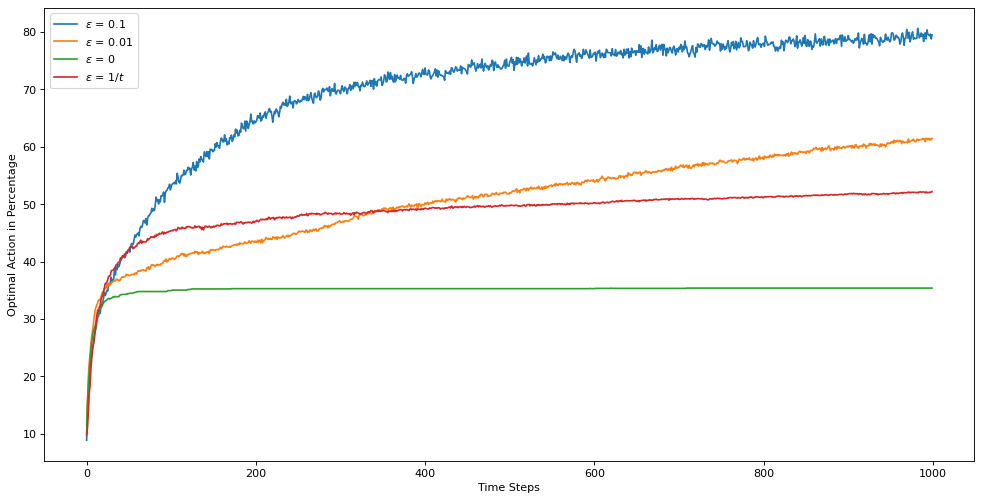 ε = 0.1
ε = 0.01
ε = 0
ε = 1/t
80
70
60
50
40
30
20
10
Optimal Action in Percentage
0
200
400
600
800
1000
Time Steps